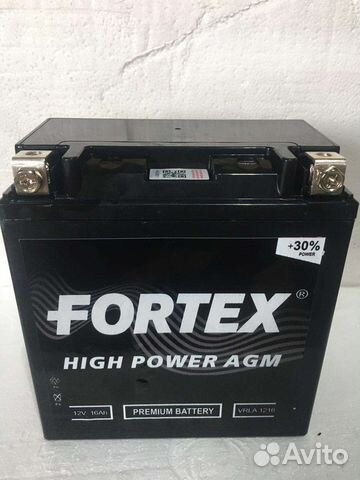 +30%
POWER
FORTEX®
HIGH POWER AGM
12V 16Ah PREMIUM BATTERY VRLA 1216
Avito